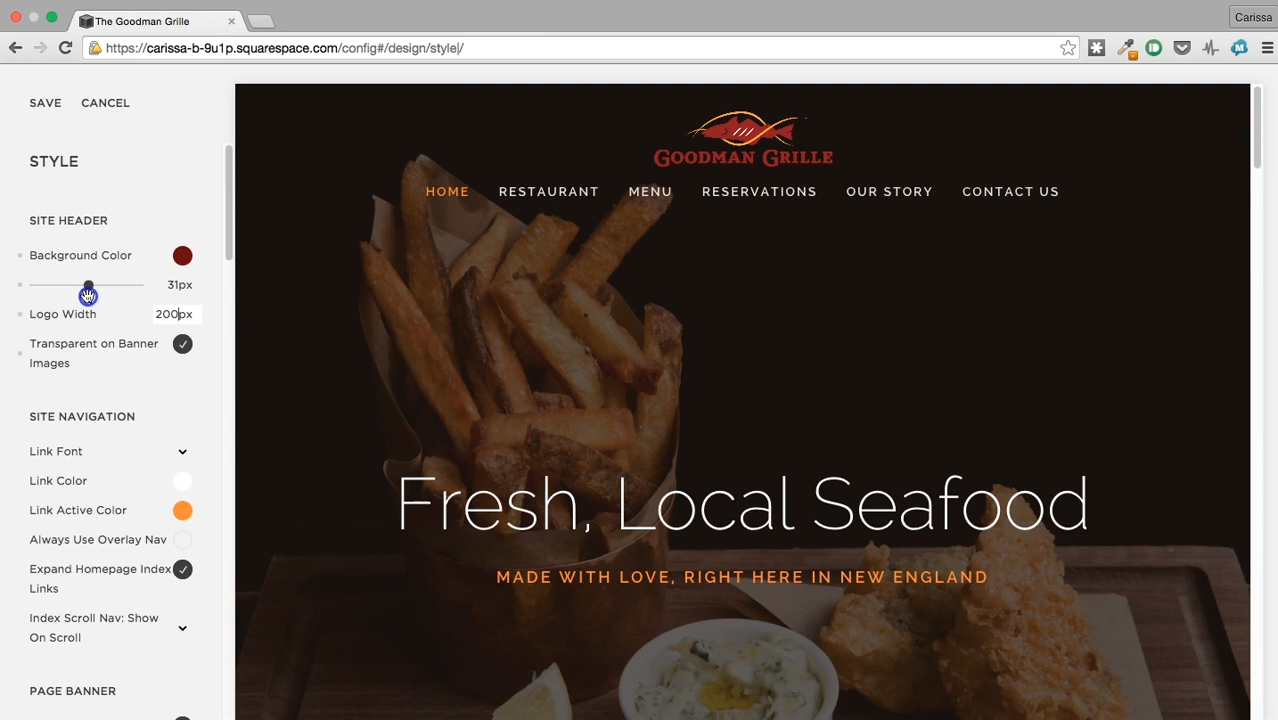 The Goodman Grille
Carissa
https://carissa-b-9u1p.squarespace.com/config#/design/style/
SAVE CANCEL
STYLE
SITE HEADER
Background Color
31px
Logo Width 200px
Transparent on Banner
Images
SITE NAVIGATION
Link Font
Link Color
Link Active Color
Always Use Overlay Nav
Expand Homepage Index
Links
Index Scroll Nav: Show
On Scroll
PAGE BANNER
GOODMAN GRILLE
HOME RESTAURANT MENU RESERVATIONS OUR STORY CONTACT US
Fresh, Local Seafood
MADE WITH LOVE, RIGHT HERE IN NEW ENGLAND